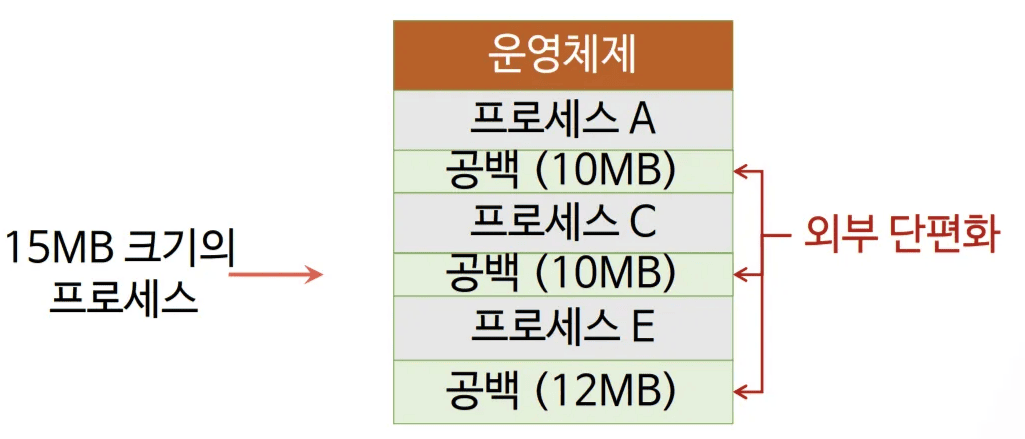 운영체제
프로세스 A
공백 (10MB)
프로세스 C
공백 (10MB)
프로세스 E
공백 (12MB)
15MB 크기의
프로세스
외부 단편화